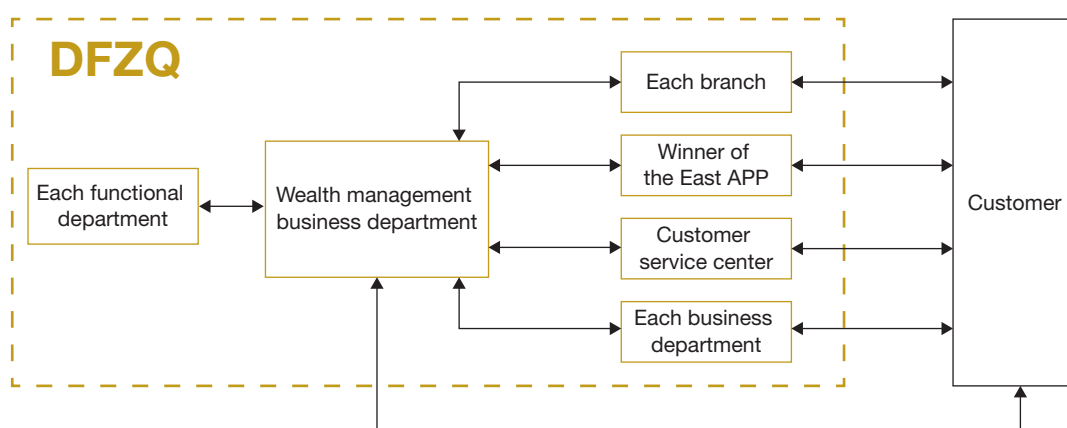 DFZQ
Each branch
Winner of
the East APP
Each functional
department
Wealth management
business department
Customer
Customer
service center
Each business
department